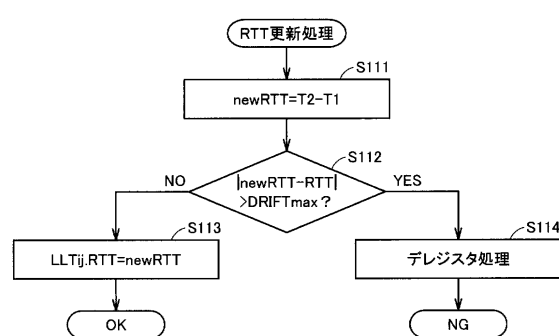 RTT更新処理
S111
newRTT=T2-T1
S112
|newRTT-RTT|
>DRIFTmax?
NO
YES
S113
LLTij.RTT=newRTT
S114
デレジスタ処理
OK
NG